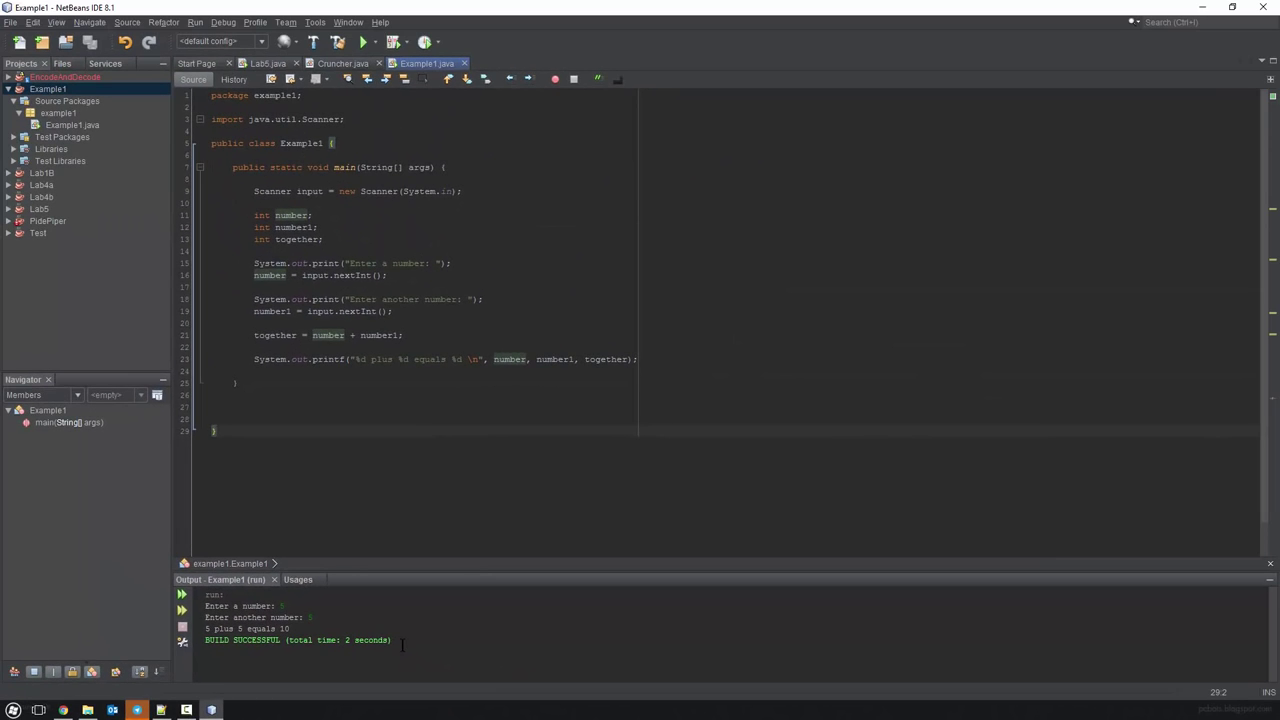 Example1 - NetBeans IDE 8.1
File Edit View Navigate Source Refactor Run Debug Profile Team Tools Window Help
Search (Ctrl+I)
<default config>
Projects Files Services
Start Page Lab5.java Cruncher.java Example1.java
Source History
EncodeAndDecode
Example1
Source Packages
example1
Example1.java
Test Packages
Libraries
Test Libraries
Lab1B
Lab4a
Lab4b
Lab5
PidePiper
Test
1 package example1;
2
3 import java.util.Scanner;
4
5 public class Example1 {
6
7 public static void main(String[] args) {
8
9 Scanner input = new Scanner(System.in);
10
11 int number;
12 int number1;
13 int together;
14
15 System.out.print("Enter a number: ");
16 number = input.nextInt();
17
18 System.out.print("Enter another number: ");
19 number1 = input.nextInt();
20
21 together = number + number1;
22
23 System.out.printf("%d plus %d equals %d \n", number, number1, together);
24
25 }
26
27
28
29 }
Navigator
Members <empty>
Example1
main(String[] args)
example1.Example1
Output - Example1 (run) Usages
run:
Enter a number: 5
Enter another number: 5
5 plus 5 equals 10
BUILD SUCCESSFUL (total time: 2 seconds)
29:2 INS